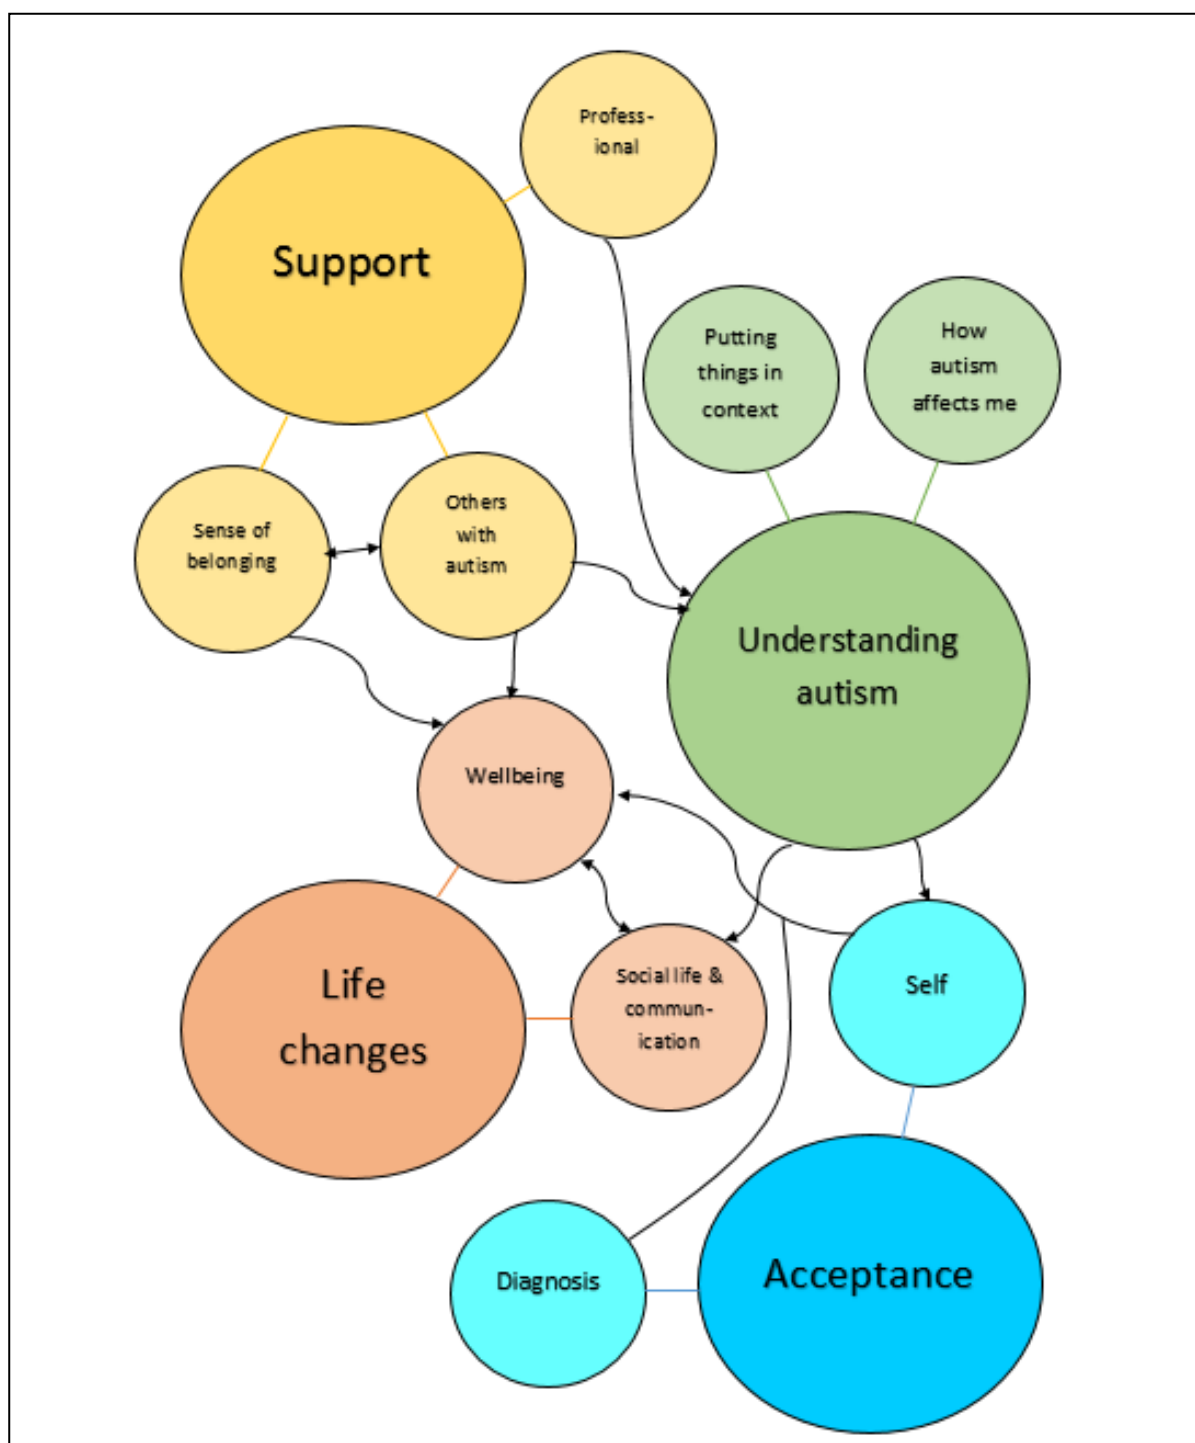 Profess-
ional
Support
Putting
things in
context
How
autism
affects me
Sense of
belonging
Others
with
autism
Understanding
autism
Wellbeing
Life
changes
Social life &
commun-
ication
Self
Diagnosis
Acceptance